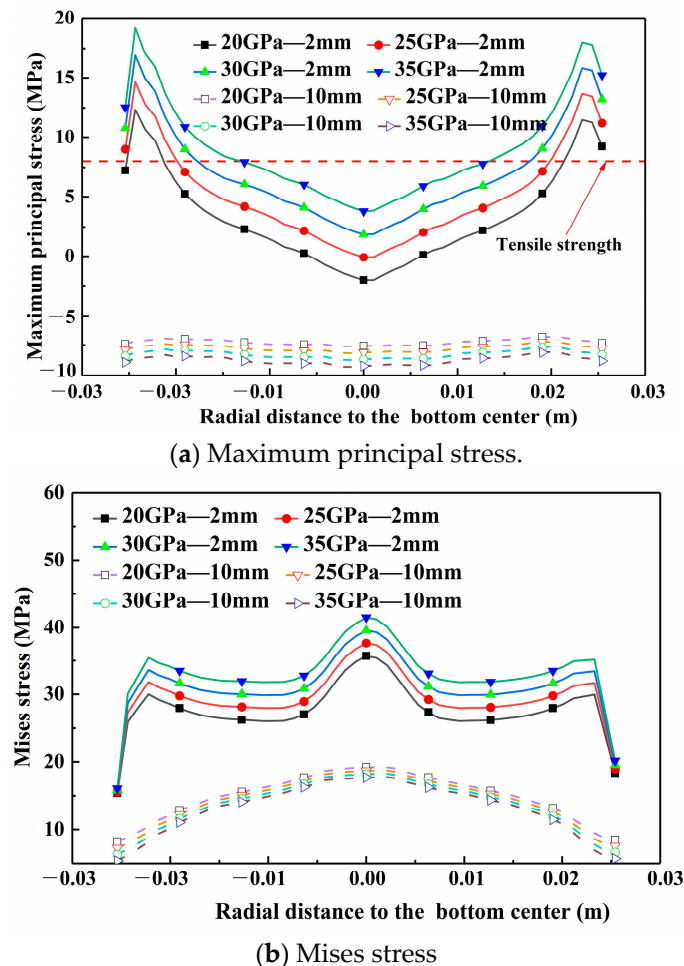 20
15
10
5
0
−5
−10
Maximum principal stress (MPa)
20GPa—2mm 25GPa—2mm
30GPa—2mm 35GPa—2mm
20GPa—10mm 25GPa—10mm
30GPa—10mm 35GPa—10mm
Tensile strength
−0.03 −0.03 −0.01 0.00 0.01 0.02 0.03
Radial distance to the bottom center (m)
(a) Maximum principal stress.
60
50
40
30
20
10
Mises stress (MPa)
20GPa—2mm 25GPa—2mm
30GPa—2mm 35GPa—2mm
20GPa—10mm 25GPa—10mm
30GPa—10mm 35GPa—10mm
−0.03 −0.03 −0.01 0.00 0.01 0.02 0.03
Radial distance to the bottom center (m)
(b) Mises stress